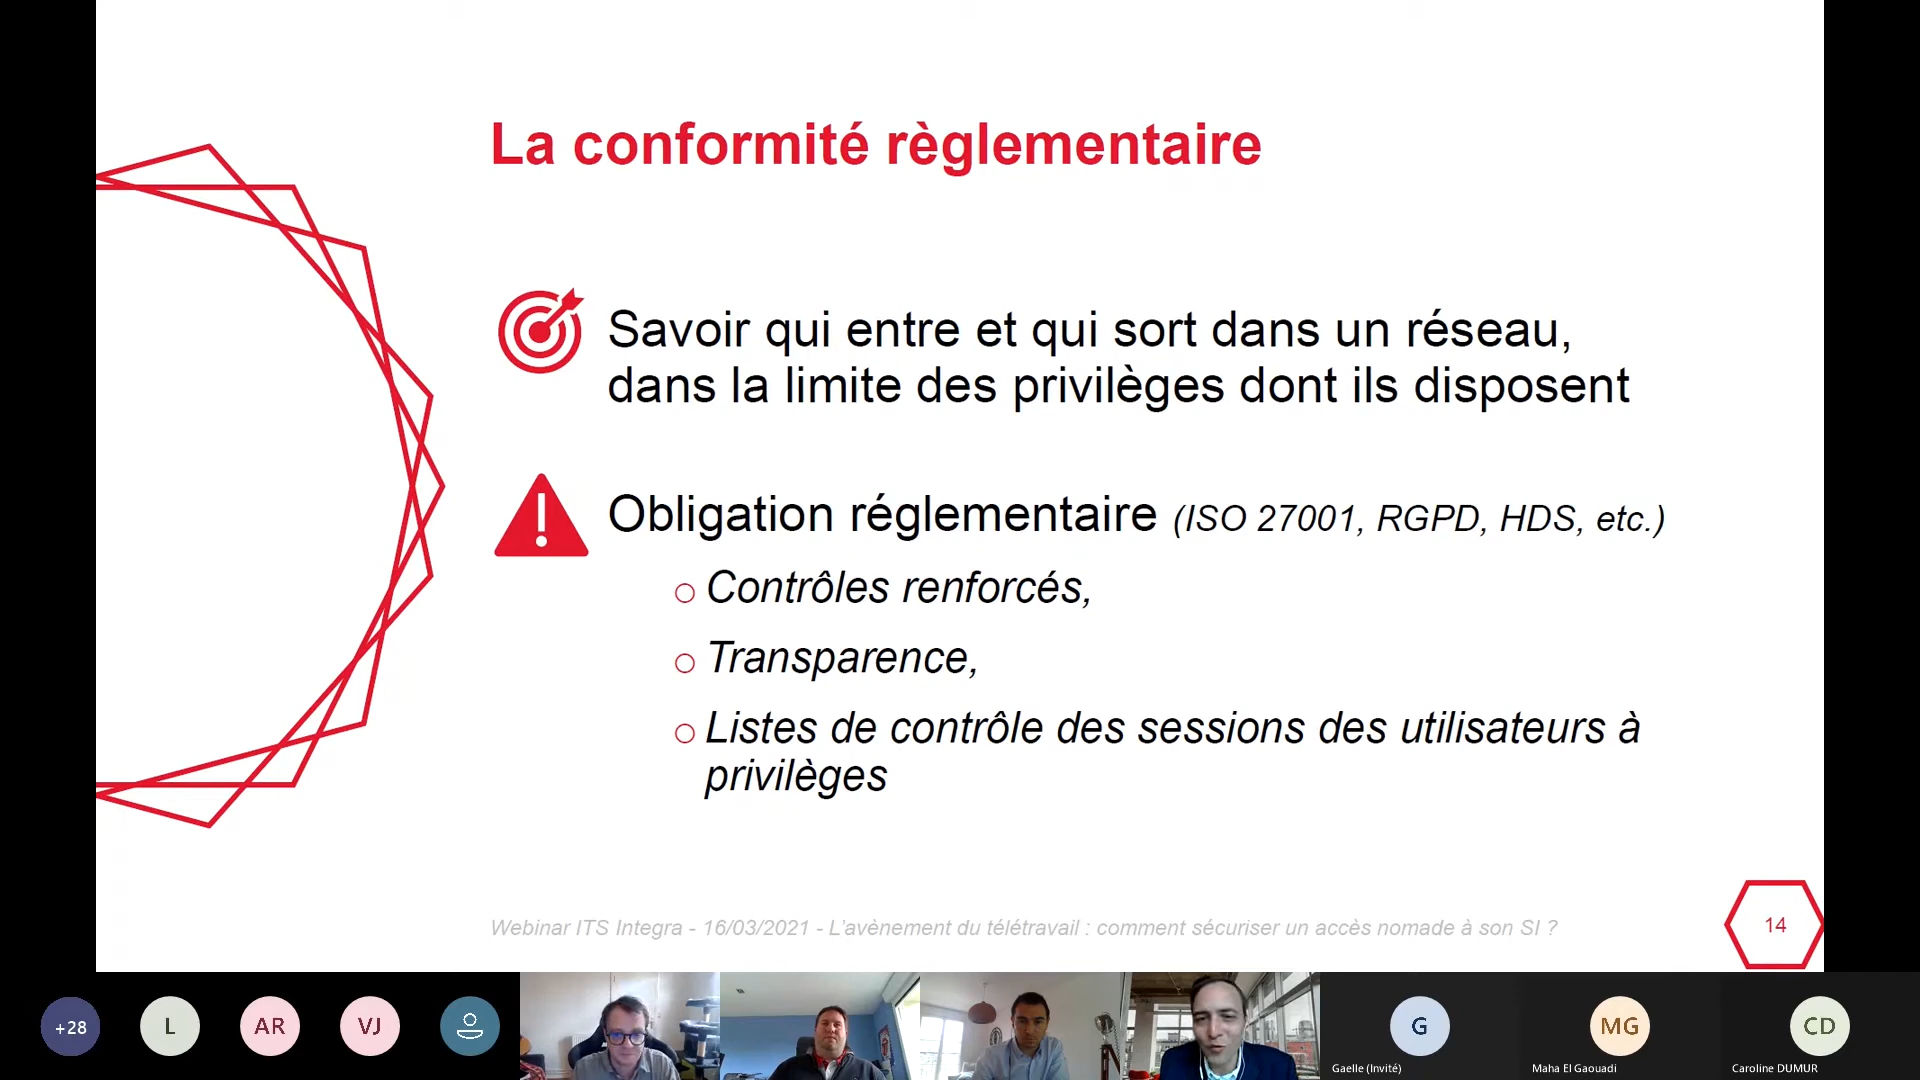 La conformité règlementaire
Savoir qui entre et qui sort dans un réseau,
dans la limite des privilèges dont ils disposent
Obligation réglementaire (ISO 27001, RGPD, HDS, etc.)
Contrôles renforcés,
Transparence,
Listes de contrôle des sessions des utilisateurs à
privilèges
Webinar ITS Integra - 16/03/2021 - L'avènement du télétravail : comment sécuriser un accès nomade à son SI ?
14
+28
L
AR
VJ
G
MG
CD
Gaelle (Invité)
Maha El Gaouadi
Caroline DUMUR